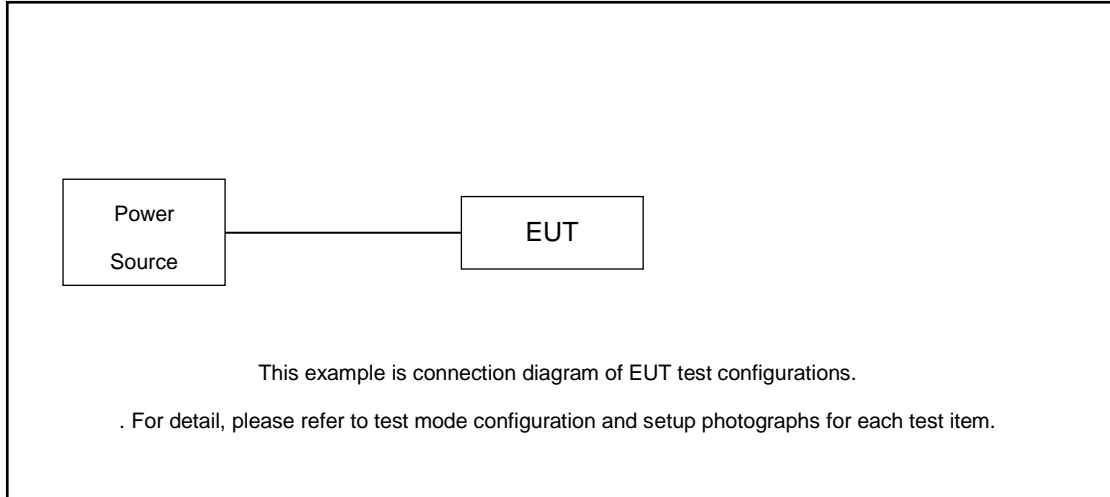 Power
Source
EUT
This example is connection diagram of EUT test configurations.
. For detail, please refer to test mode configuration and setup photographs for each test item.